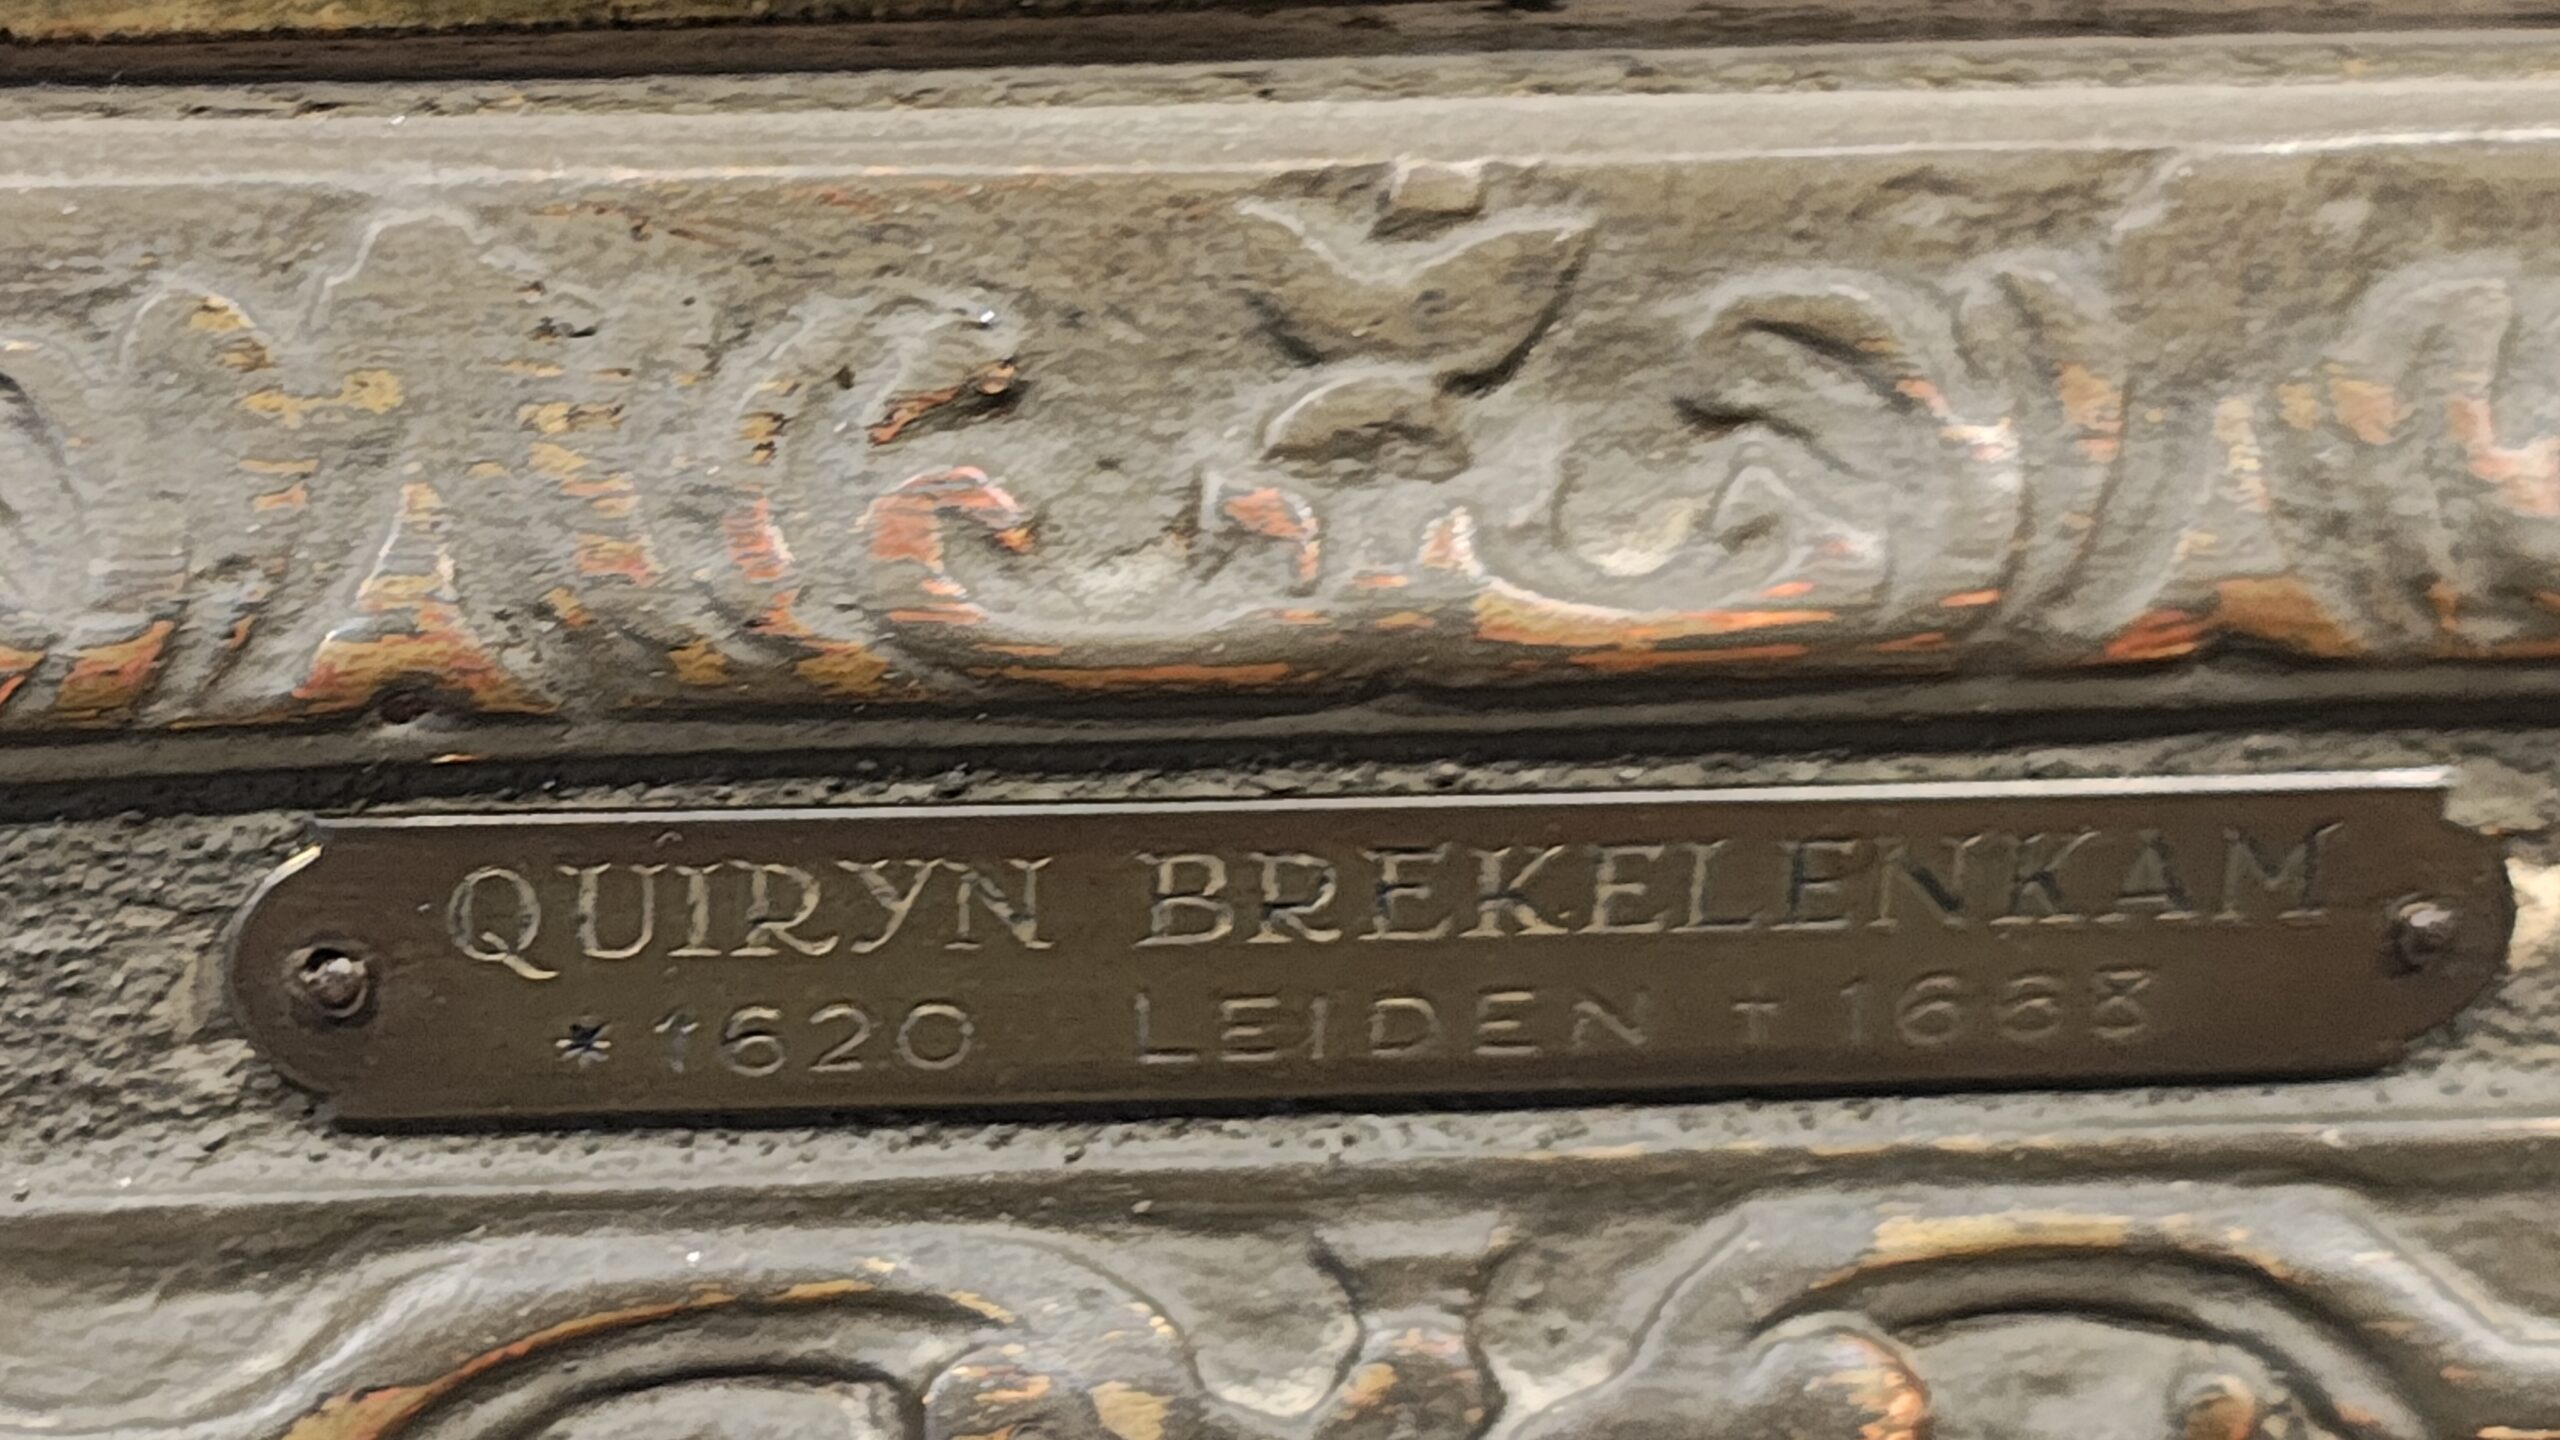 QUIRYN BREKELENKAM
*1620 LEIDEN † 1668